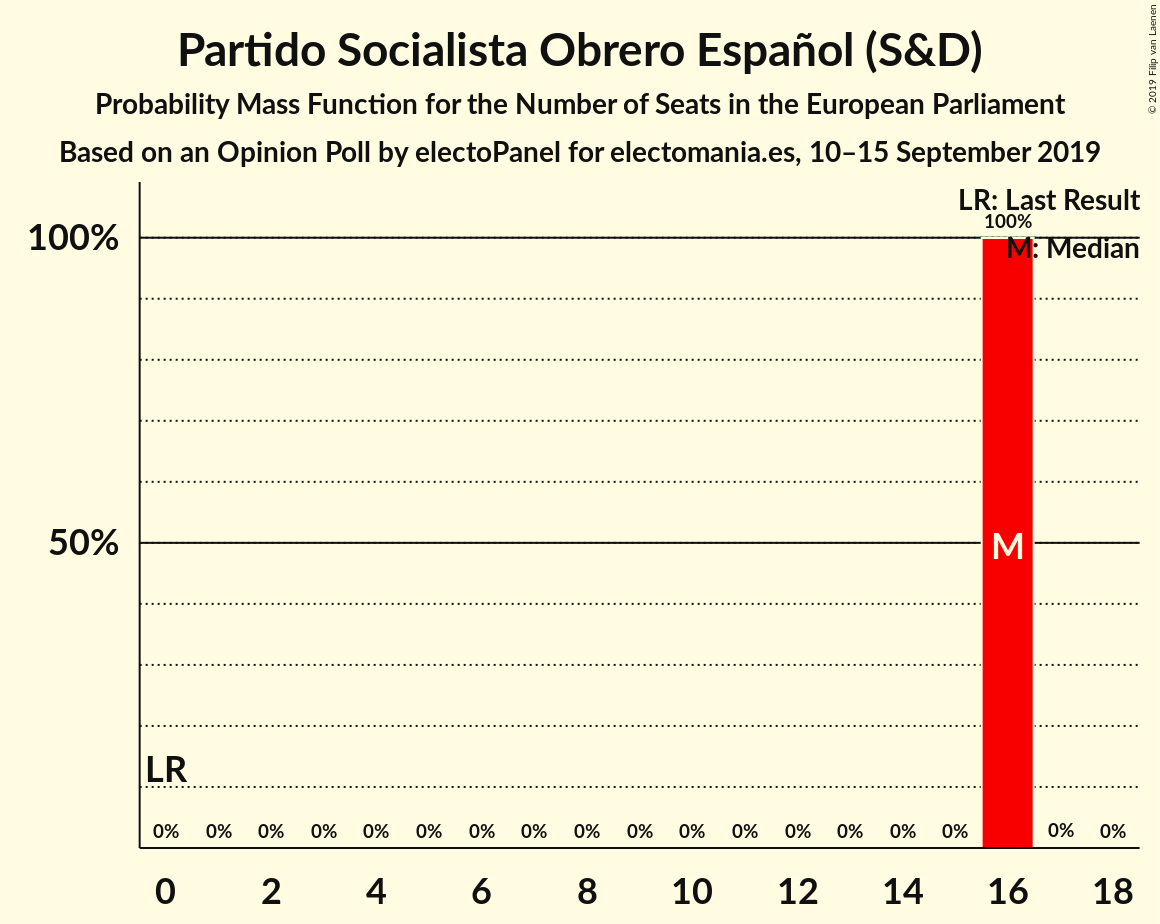 Partido Socialista Obrero Español (S&D)
Probability Mass Function for the Number of Seats in the European Parliament
Based on an Opinion Poll by electoPanel for electomania.es, 10–15 September 2019
© 2019 Filip van Laenen
LR: Last Result
100%
100%
M: Median
50%
M
LR
0% 0% 0% 0% 0% 0% 0% 0% 0% 0% 0% 0% 0% 0% 0% 0% 0% 0%
0 2 4 6 8 10 12 14 16 18